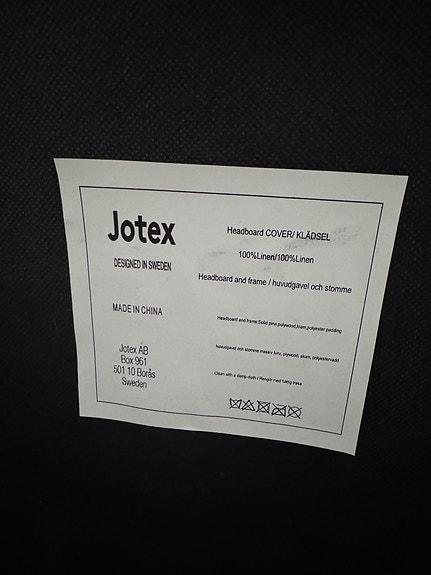 Jotex
DESIGNED IN SWEDEN
MADE IN CHINA
Jotex AB
Box 961
501 10 Borås
Sweden
Headboard COVER/ KLÄDSEL
100%Linen/100%Linen
Headboard and frame / huvudgavel och stomme
Headboard and frame:Solid pine,polywood,foam,polyester padding
huvudgavel och stomme:massiv furu, plywood, skum, polyestervadd
Clean with a damp cloth / Rengör med fuktig trasa